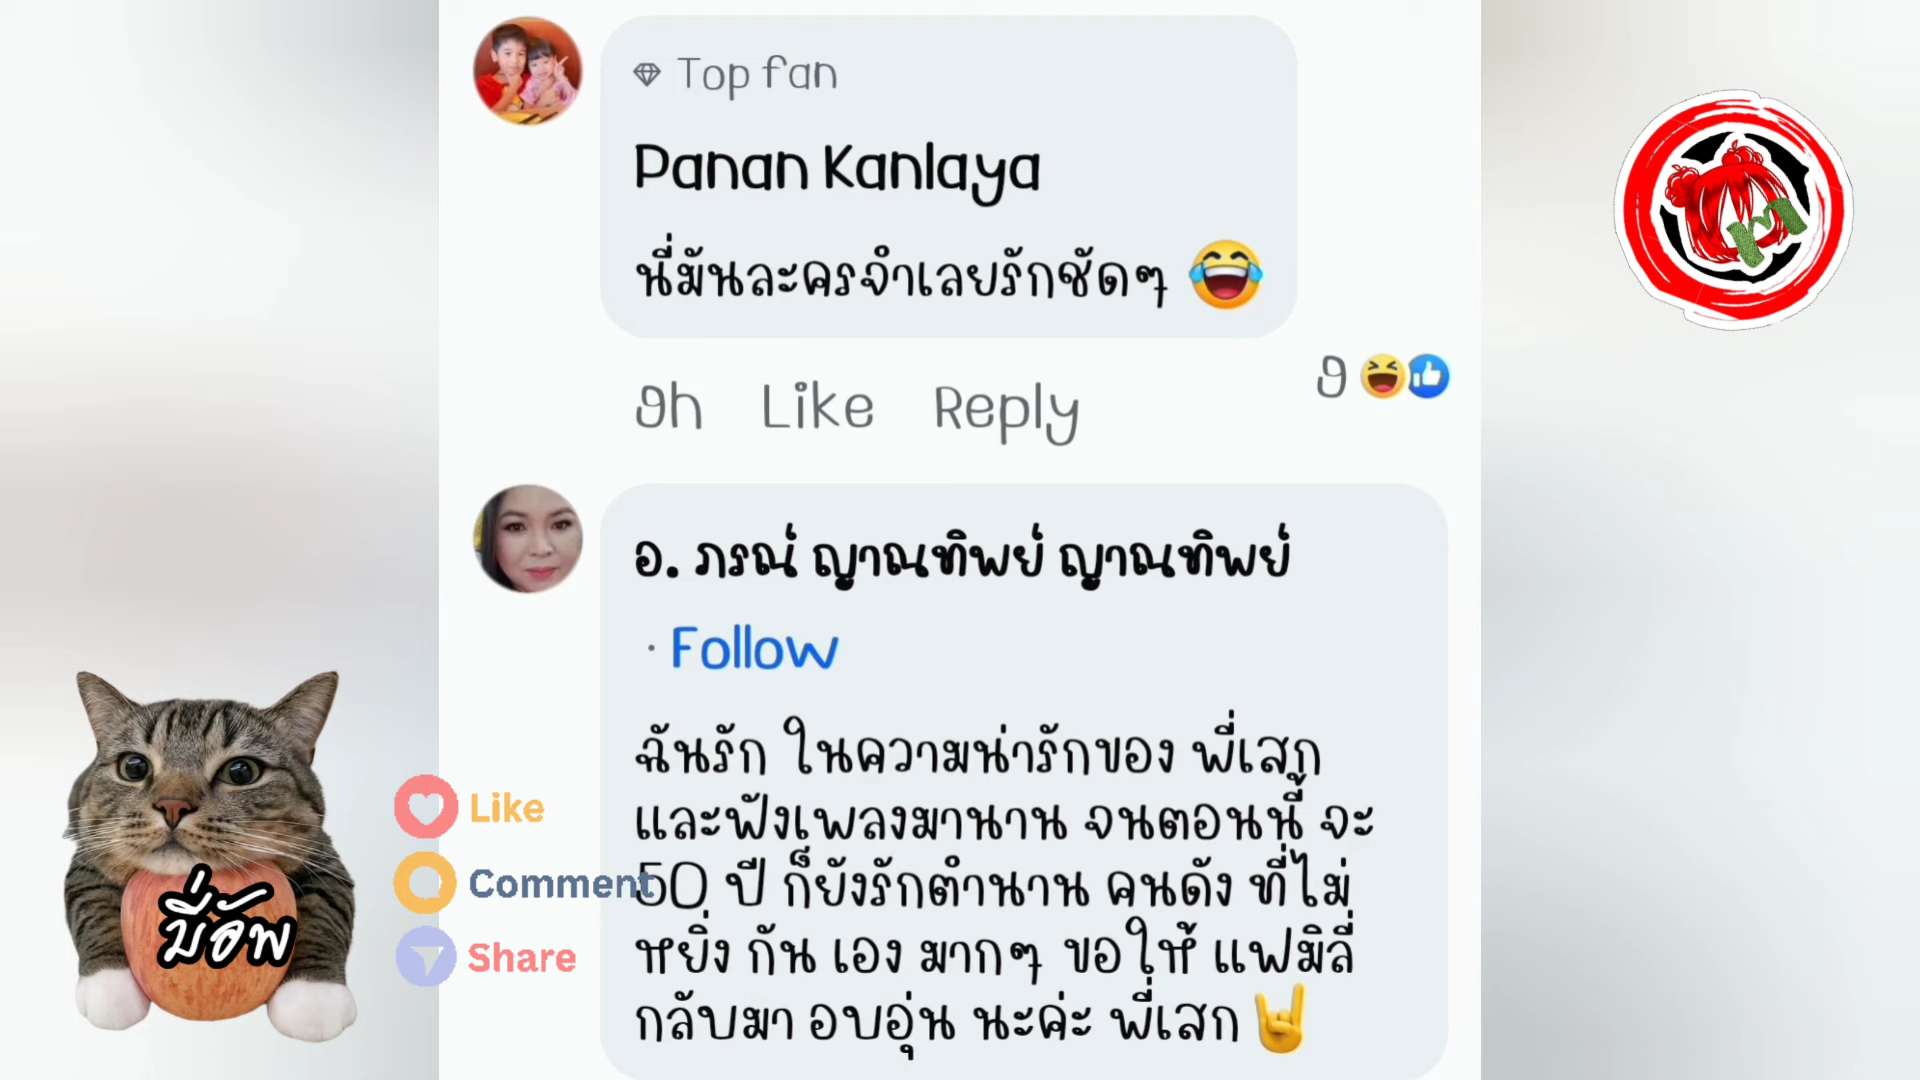 Top fan
Panan Kanlaya
นี่มันละครจำเลยรักชัดๆ 😂
9h Like Reply
9
อ. ภรณ์ ญาณทิพย์ ญาณทิพย์
· Follow
ฉันรัก ในความน่ารักของ พี่เสก
และฟังเพลงมานาน จนตอนนี้ จะ
50 ปี ก็ยังรักตำนาน คนดัง ที่ไม่
หยิ่ง กัน เอง มากๆ ขอให้ แฟมิลี่
กลับมา อบอุ่น นะค่ะ พี่เสก🤘
Like
Comment
Share
มี่อัพ
M